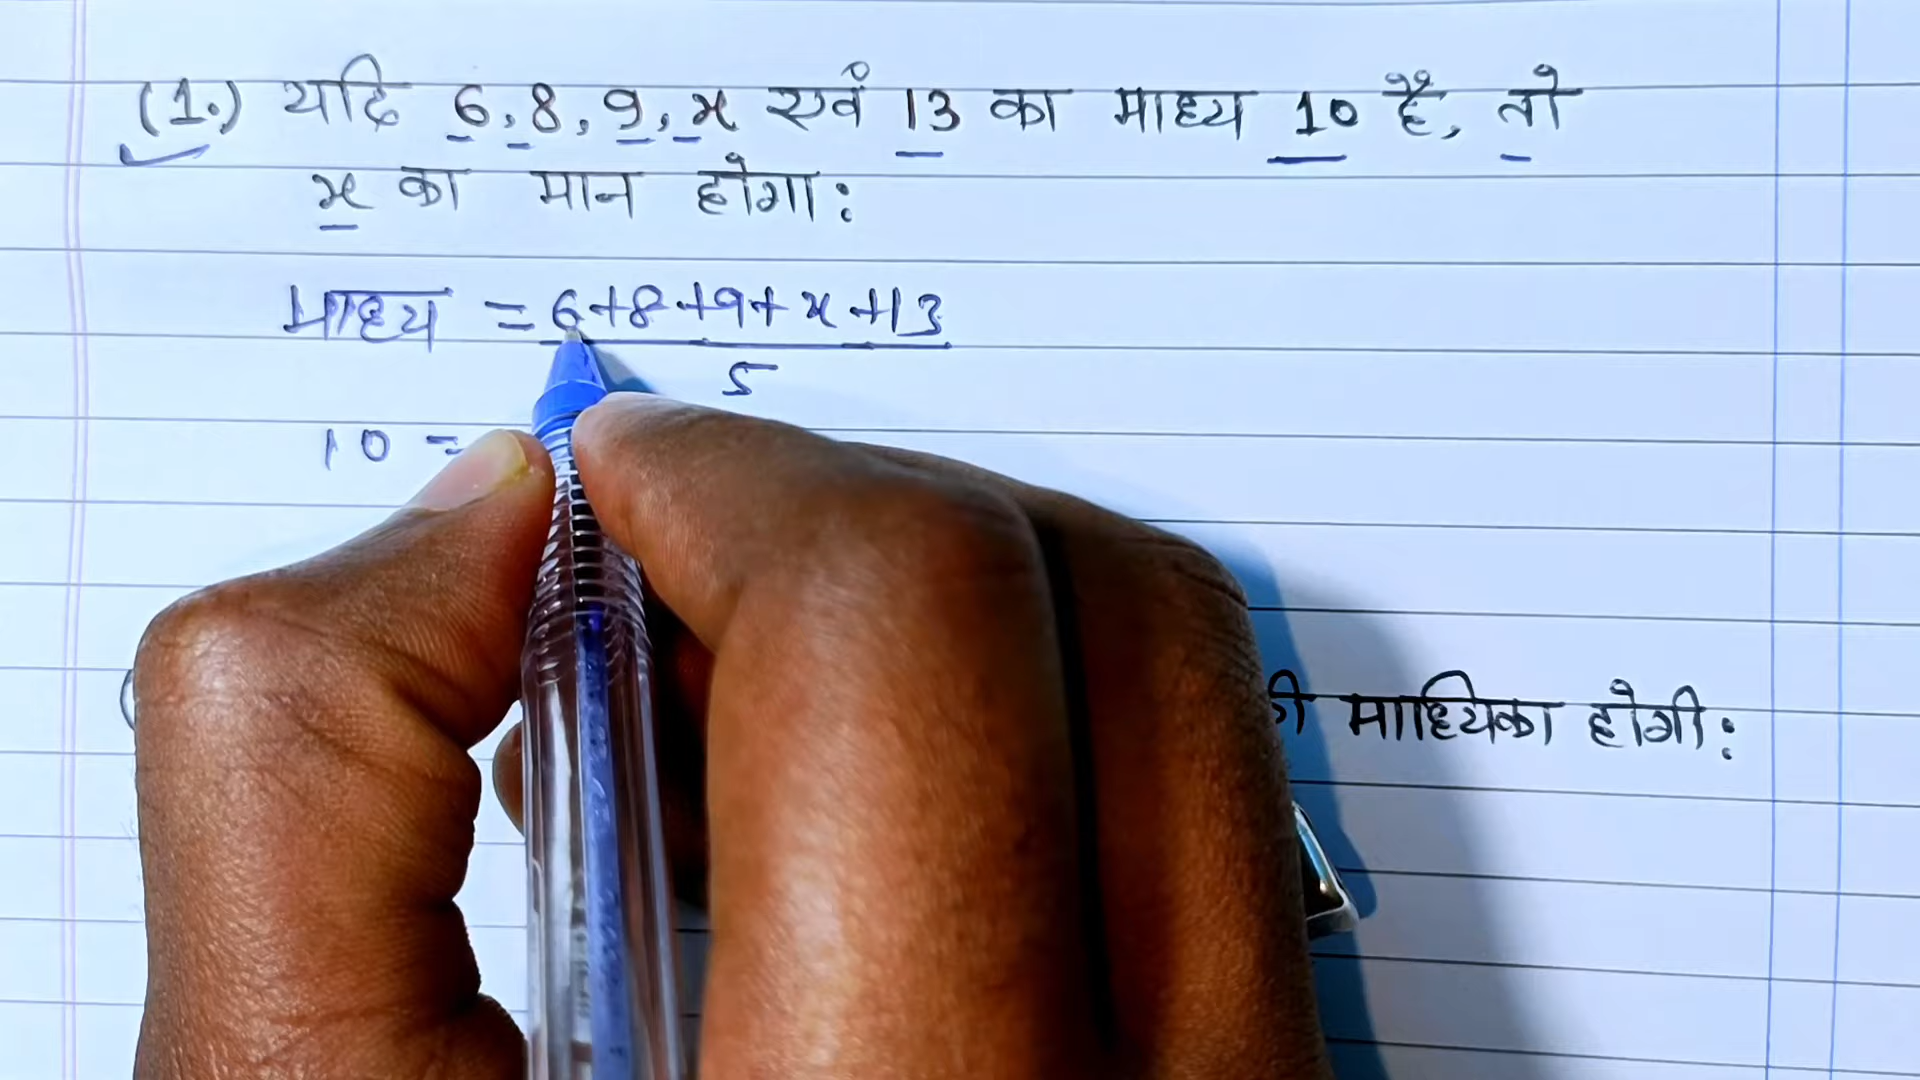 (1.) यदि 6, 8, 9, x एवं 13 का माध्य 10 है, तो
x का मान होगा:
माध्य = 6+8+9+x+13
5
10 =
माध्यिका होगी: